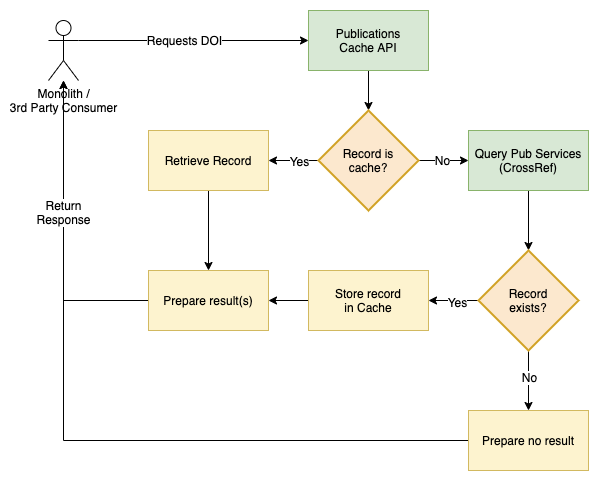 Publications
Cache API
Requests DOI
Monolith /
3rd Party Consumer
Retrieve Record
Yes
Record is
cache?
No
Query Pub Services
(CrossRef)
Return
Response
Prepare result(s)
Store record
in Cache
Yes
Record
exists?
No
Prepare no result